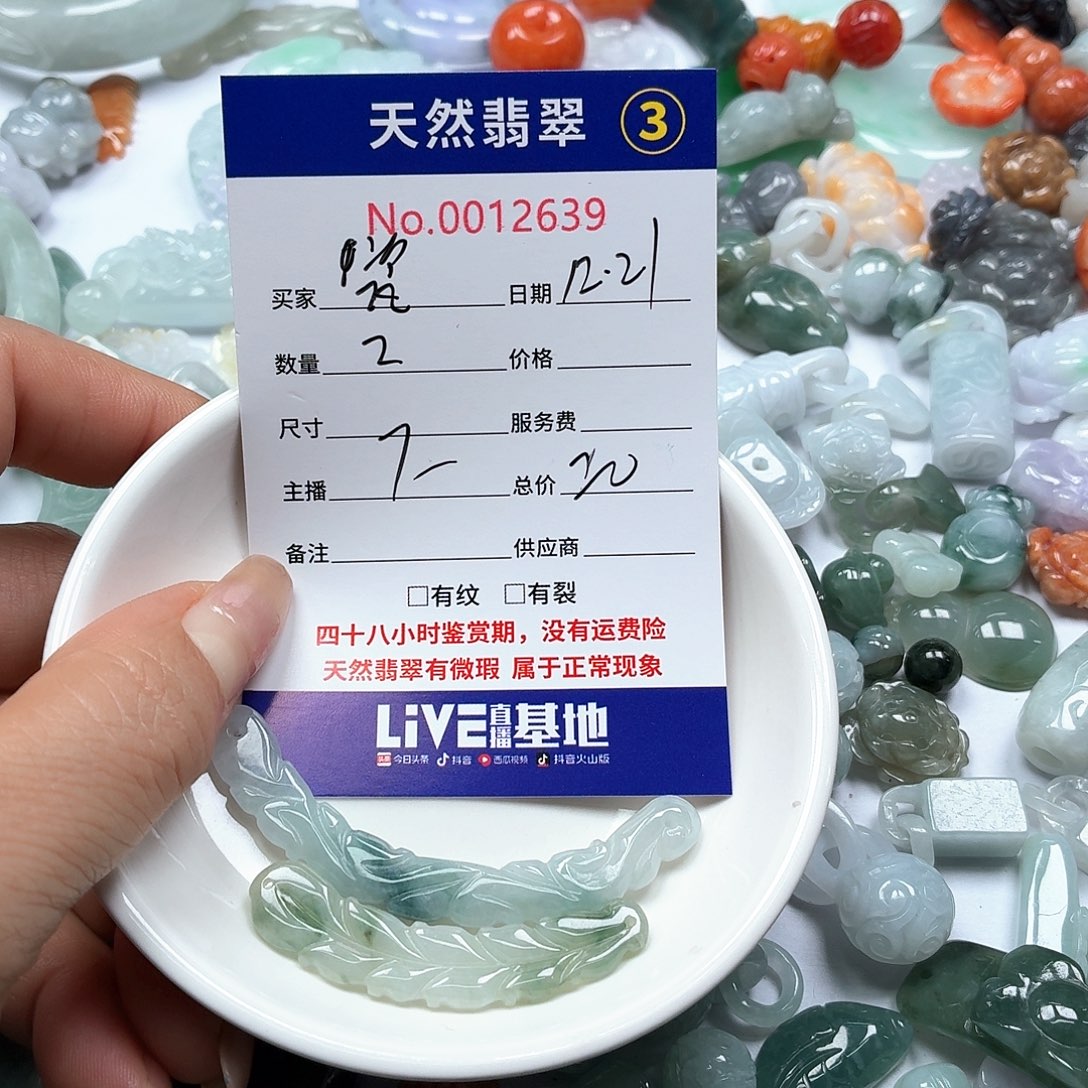 天然翡翠 3
No.0012639
买家 日期 12.21
数量 2 价格
尺寸 服务费
主播 7- 总价
备注 供应商
□有纹 □有裂
四十八小时鉴赏期，没有运费险
天然翡翠有微瑕 属于正常现象
LiVE直播基地
头条 今日头条 抖音 西瓜视频 抖音火山版